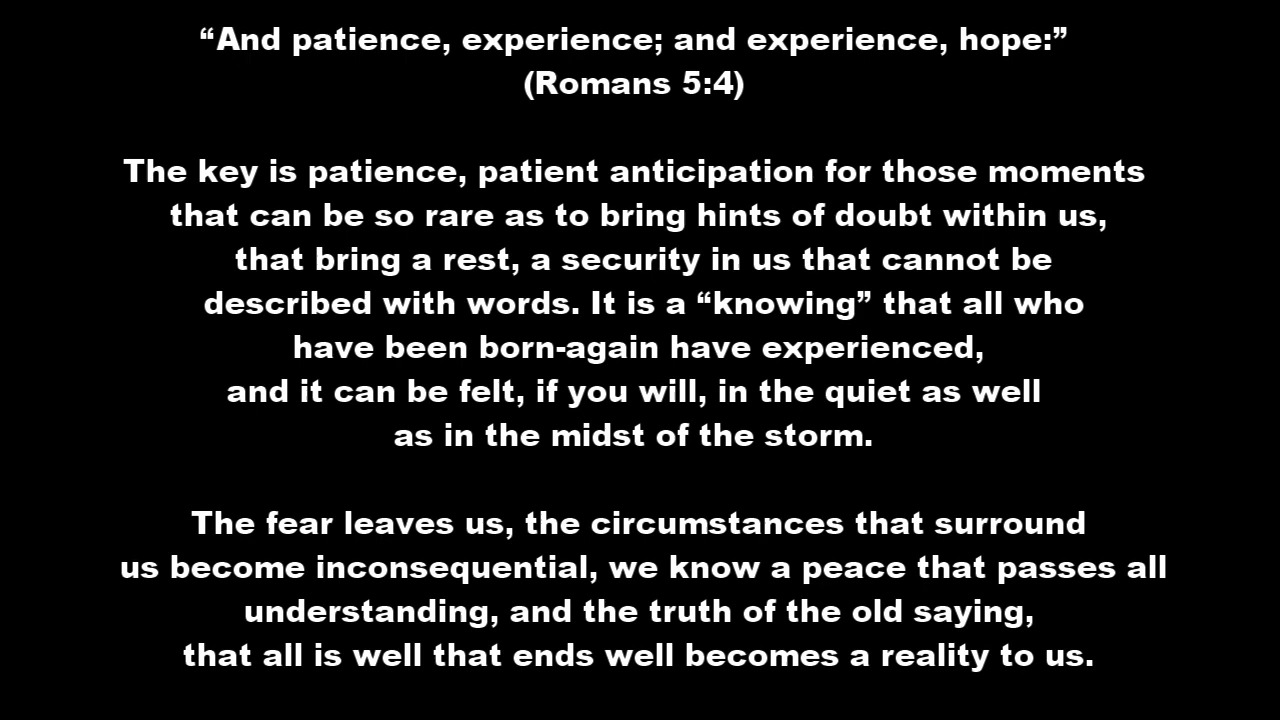 “And patience, experience; and experience, hope:”
(Romans 5:4)
The key is patience, patient anticipation for those moments
that can be so rare as to bring hints of doubt within us,
that bring a rest, a security in us that cannot be
described with words. It is a “knowing” that all who
have been born-again have experienced,
and it can be felt, if you will, in the quiet as well
as in the midst of the storm.
The fear leaves us, the circumstances that surround
us become inconsequential, we know a peace that passes all
understanding, and the truth of the old saying,
that all is well that ends well becomes a reality to us.